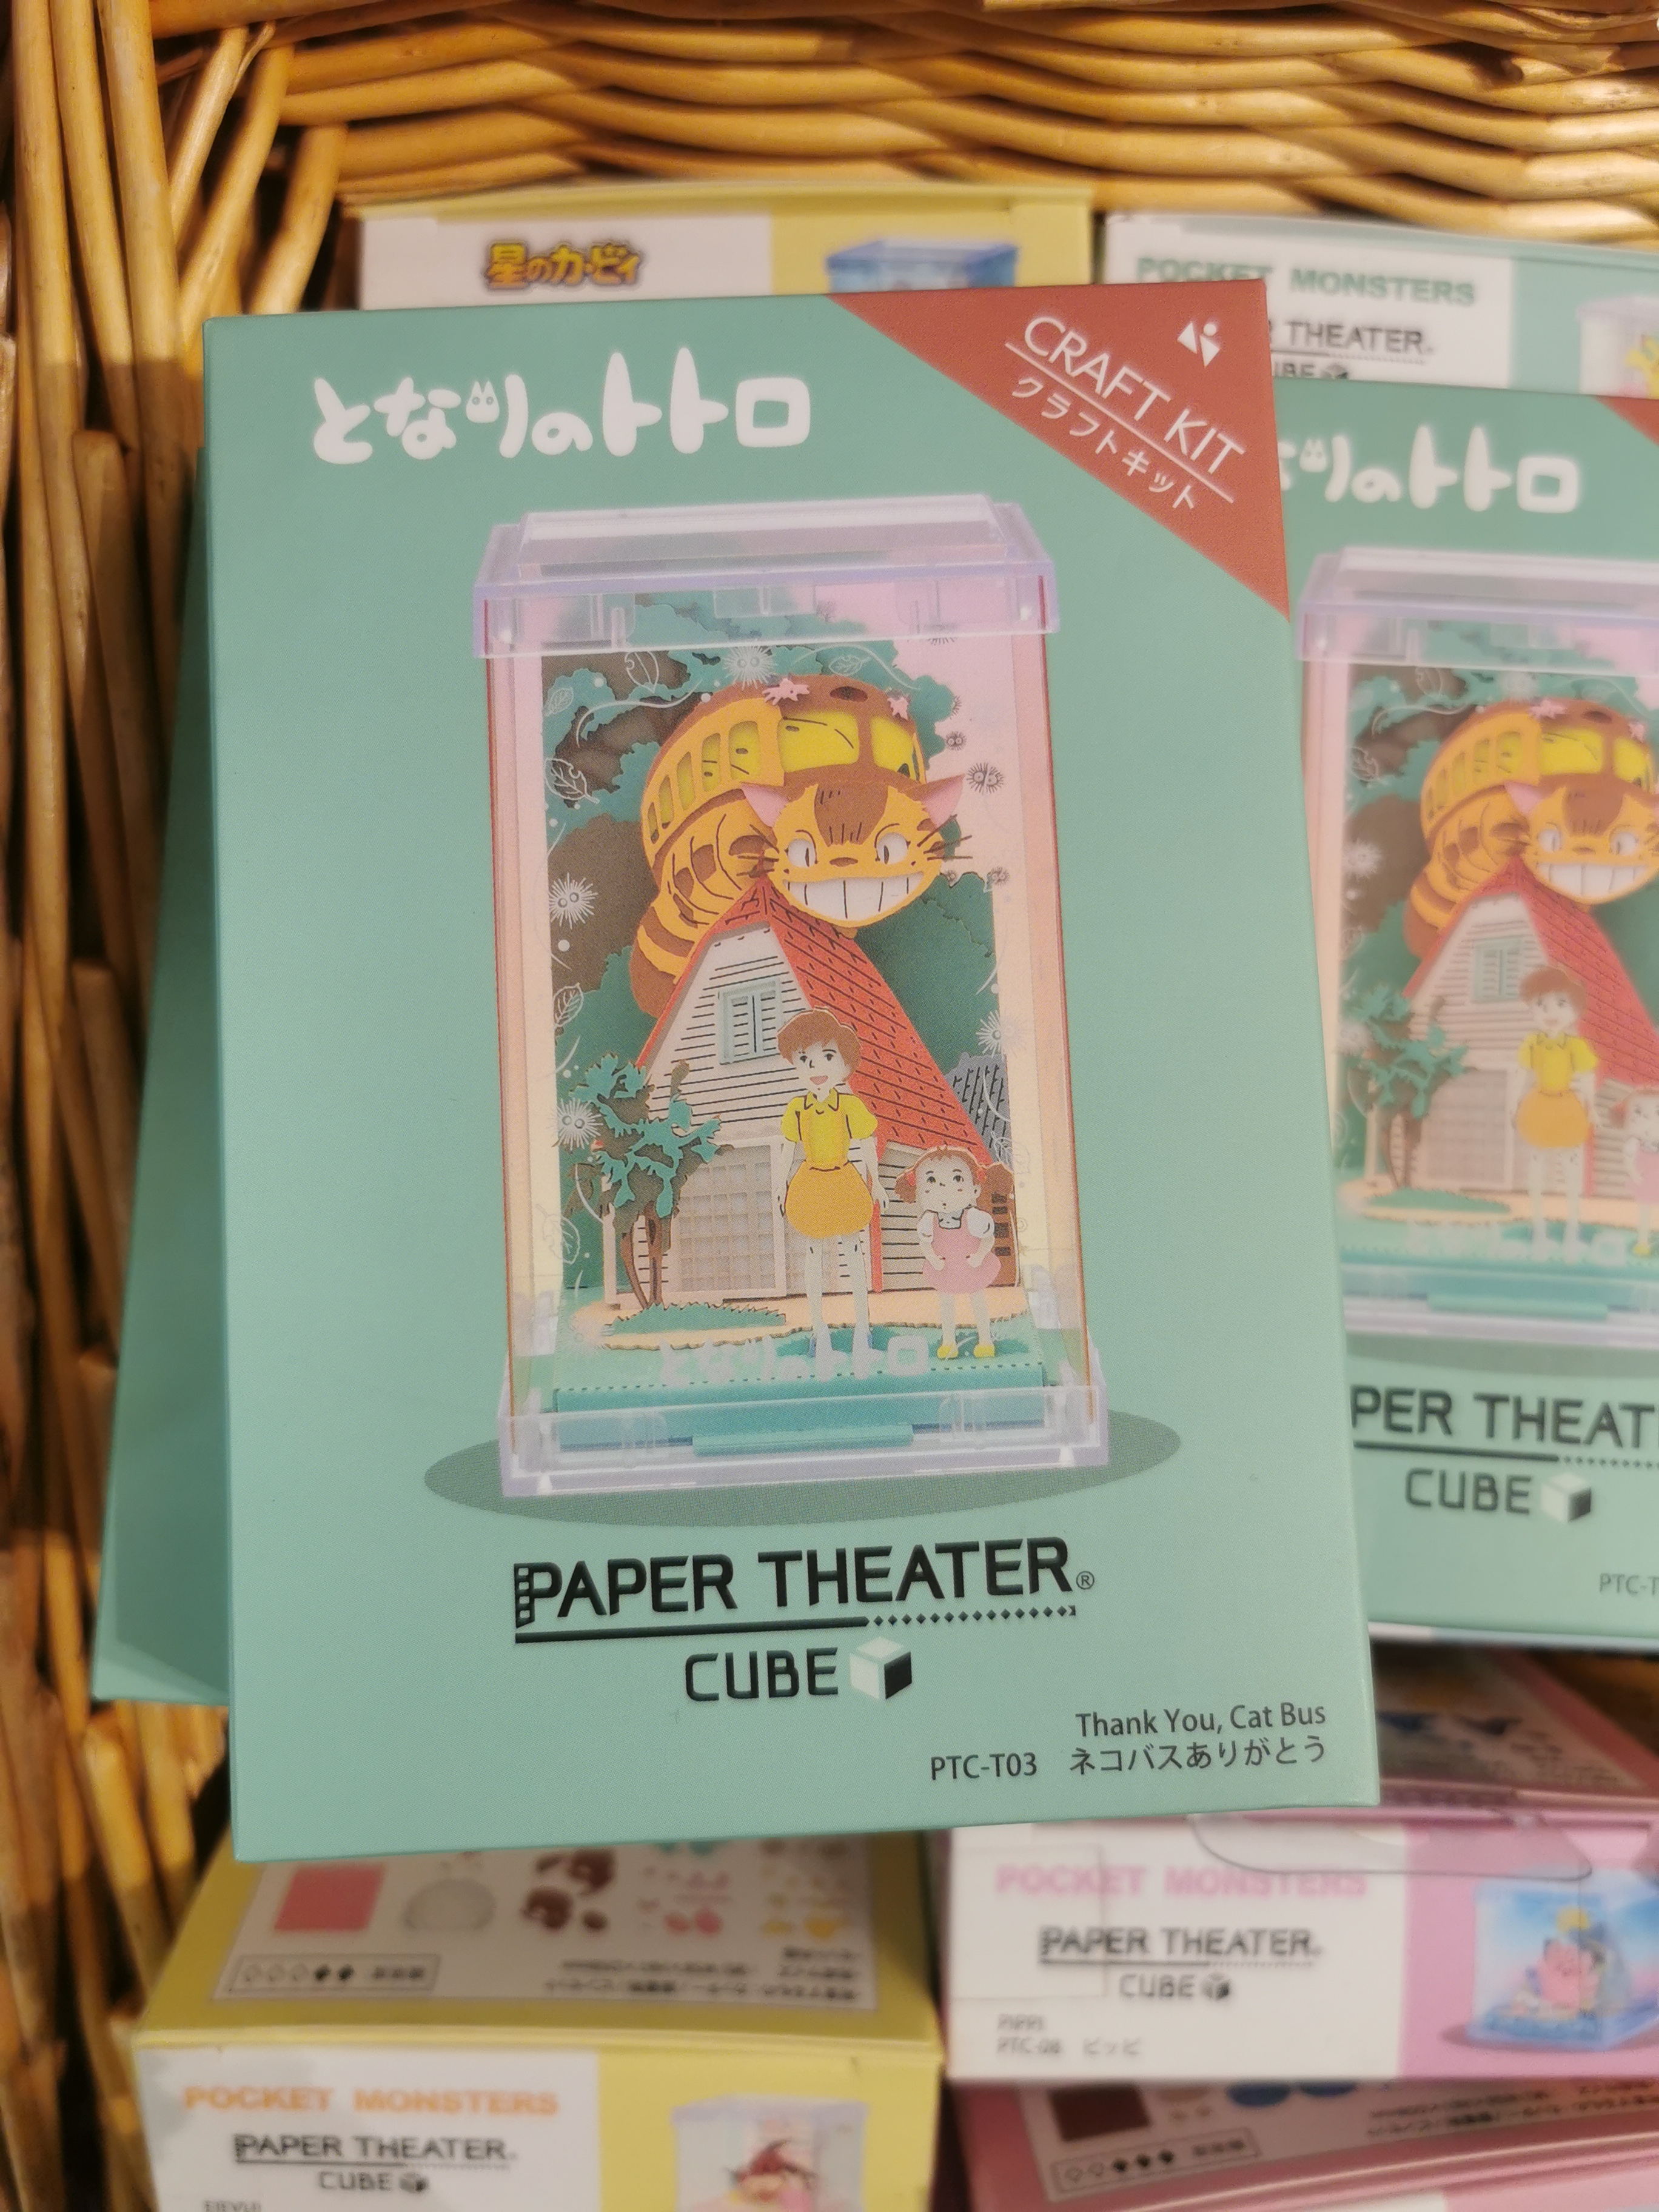 星のカービィ
POCKET MONSTERS
THEATER
となりのトトロ
CRAFT KIT
クラフトキット
りのトトロ
となりのトトロ
PAPER THEATER®
CUBE
Thank You, Cat Bus
PTC-T03 ネコバスありがとう
PER THEAT
CUBE
PTC-T
POCKET MONSTERS
PAPER THEATER
CUBE
PTC-08 ピッピ
POCKET MONSTERS
PAPER THEATER
CUBE